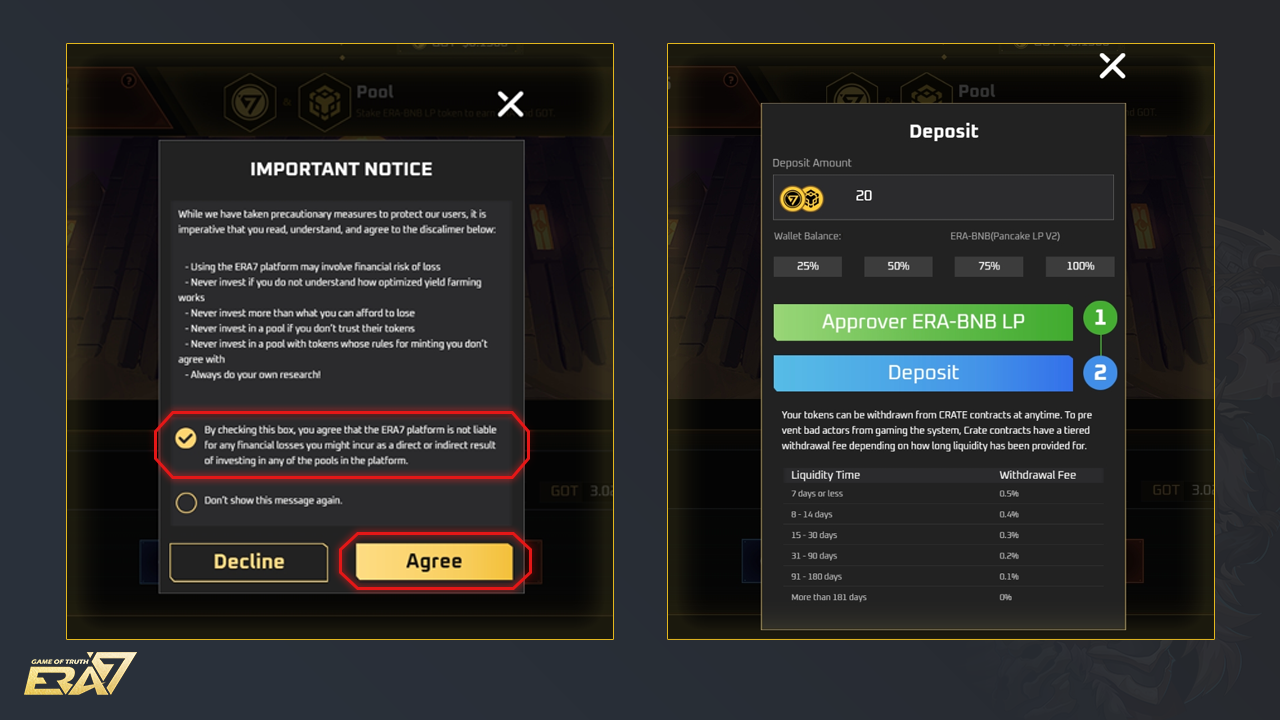 Pool
IMPORTANT NOTICE
While we have taken precautionary measures to protect our users, it is
imperative that you read, understand, and agree to the discalimer below:
- Using the ERA7 platform may involve financial risk of loss
- Never invest if you do not understand how optimized yield farming
works
- Never invest more than what you can afford to lose
- Never invest in a pool if you don't trust their tokens
- Never invest in a pool with tokens whose rules for minting you don't
agree with
- Always do your own research!
By checking this box, you agree that the ERA7 platform is not liable
for any financial losses you might incur as a direct or indirect result
of investing in any of the pools in the platform.
Don't show this message again.
Decline
Agree
GOT 3.02
Pool
Deposit
Deposit Amount
20
Wallet Balance: ERA-BNB(Pancake LP V2)
25% 50% 75% 100%
Approver ERA-BNB LP 1
Deposit 2
Your tokens can be withdrawn from CRATE contracts at anytime. To pre
vent bad actors from gaming the system, Crate contracts have a tiered
withdrawal fee depending on how long liquidity has been provided for.
Liquidity Time Withdrawal Fee
7 days or less 0.5%
8 - 14 days 0.4%
15 - 30 days 0.3%
31 - 90 days 0.2%
91 - 180 days 0.1%
More than 181 days 0%
GOT 3.02
GAME OF TRUTH
ERA7